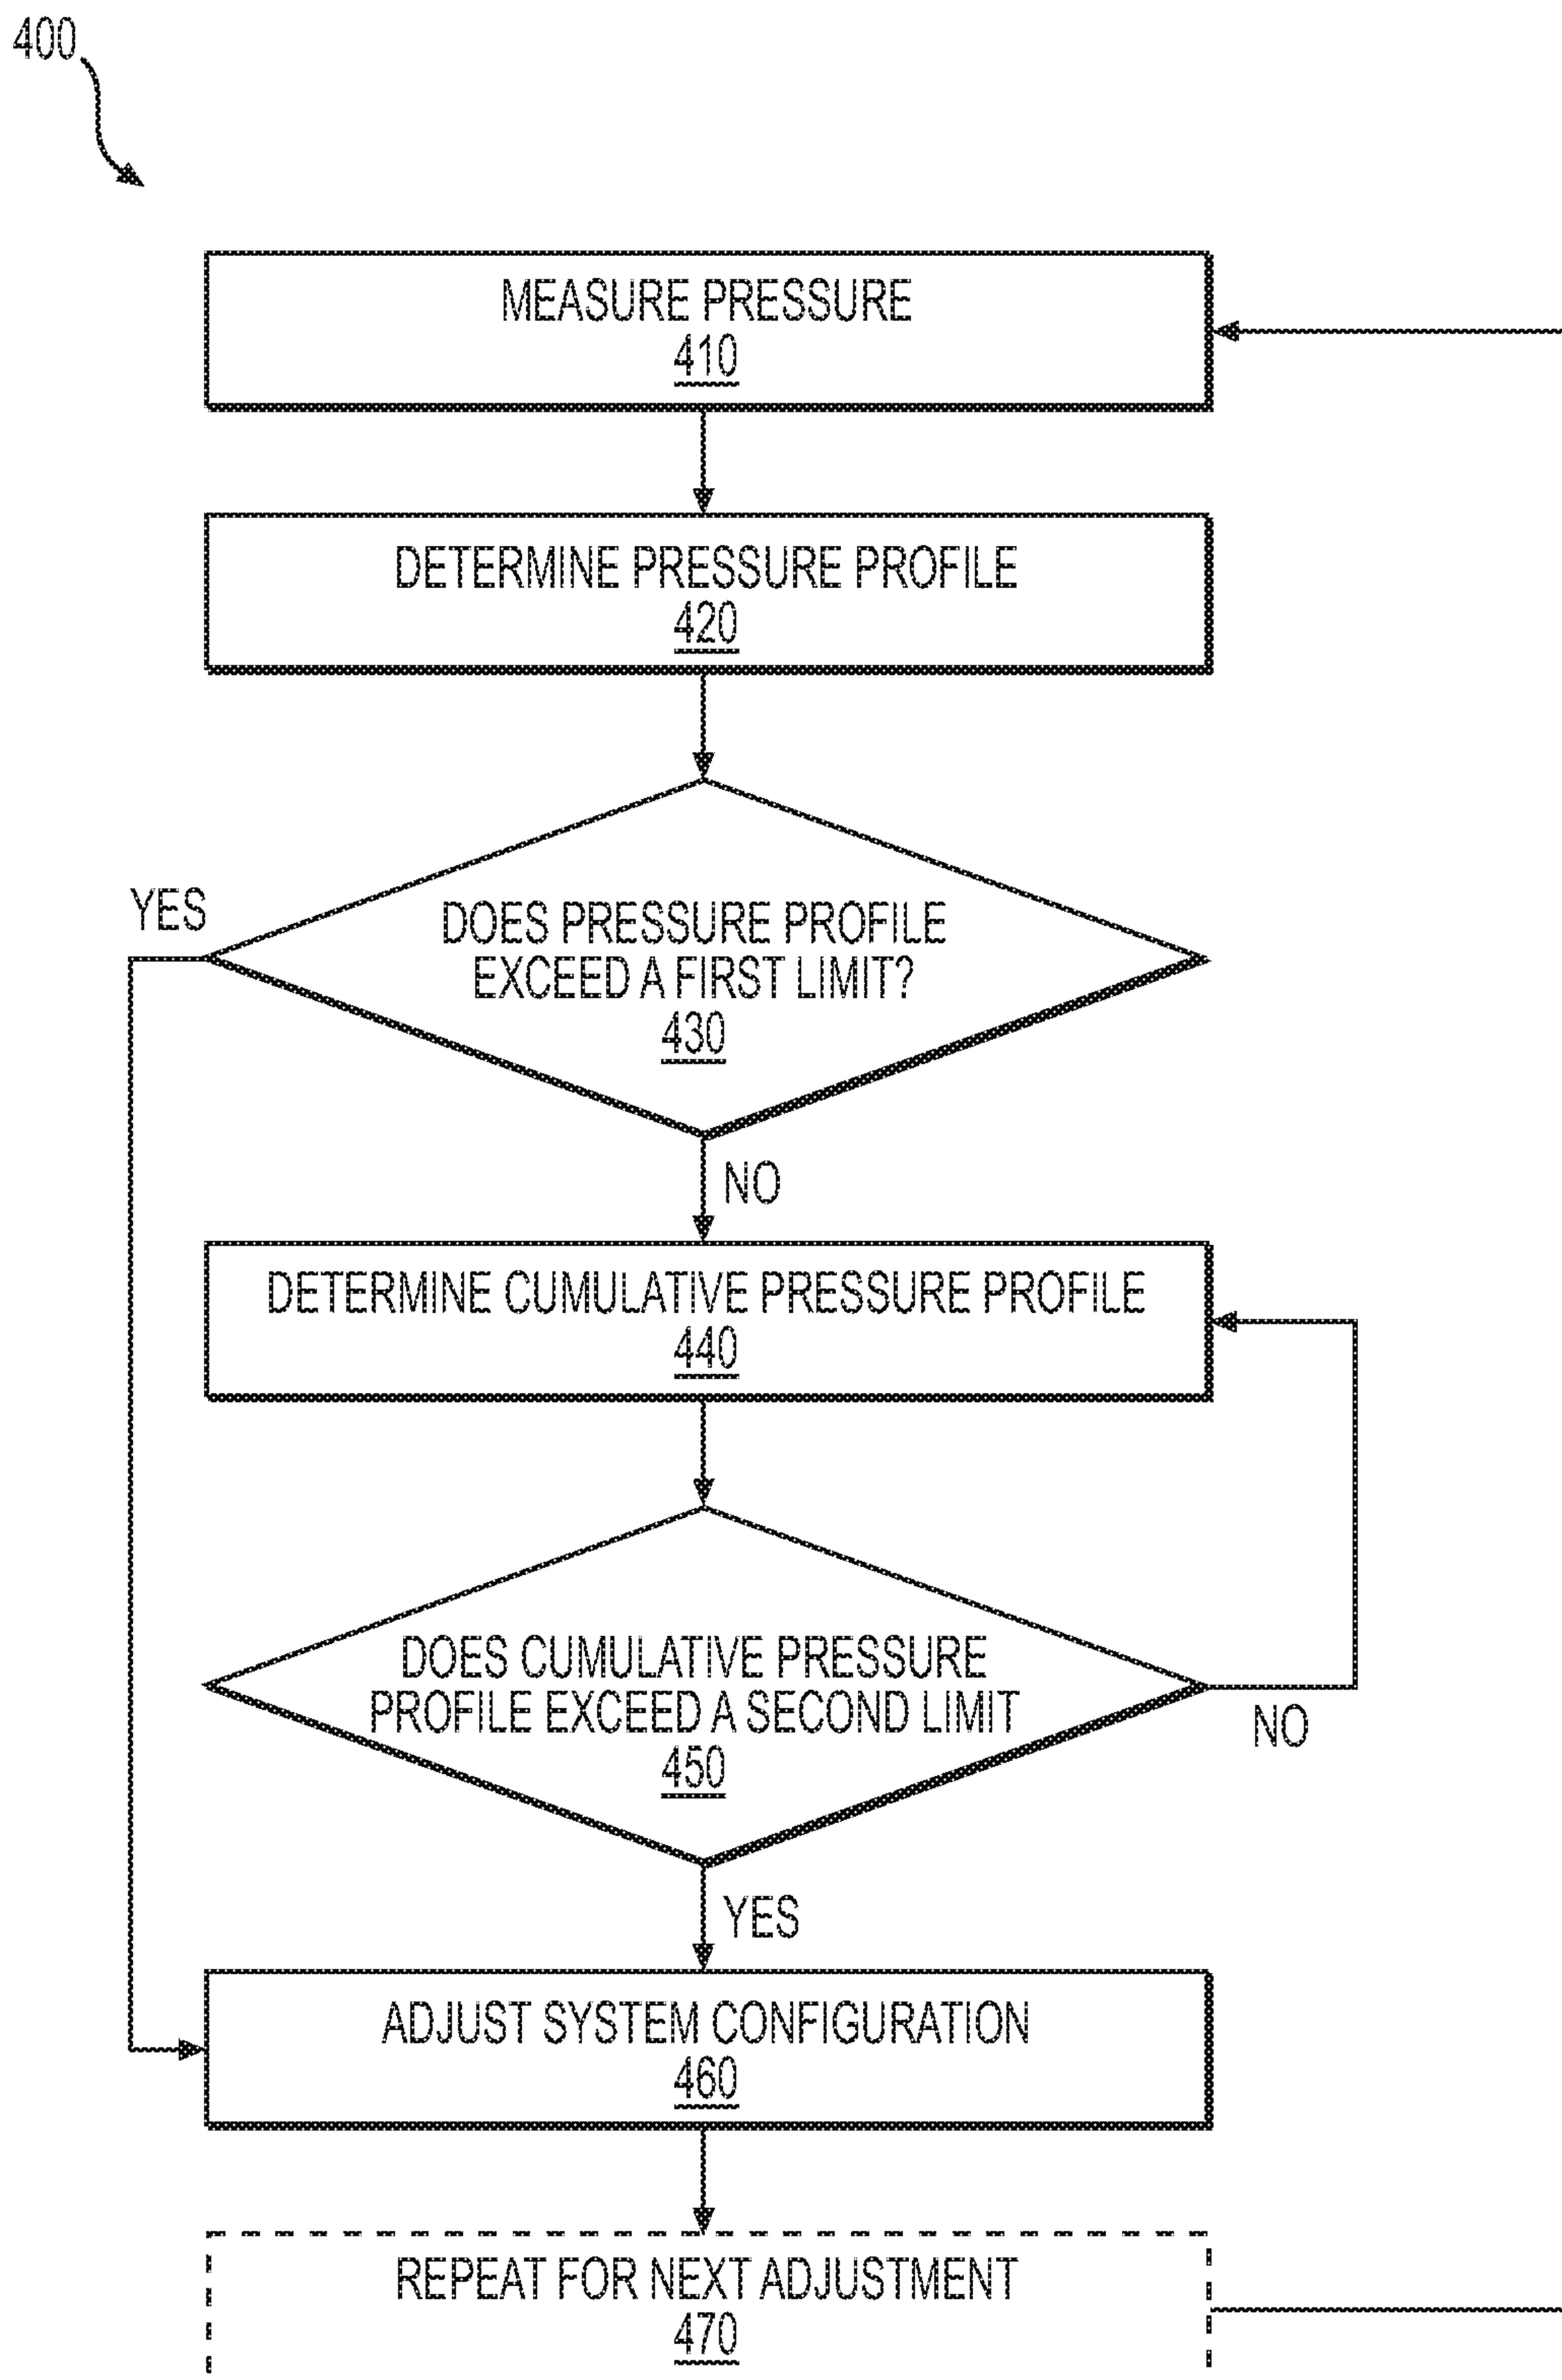 400
MEASURE PRESSURE
410
DETERMINE PRESSURE PROFILE
420
YES
DOES PRESSURE PROFILE
EXCEED A FIRST LIMIT?
430
NO
DETERMINE CUMULATIVE PRESSURE PROFILE
440
DOES CUMULATIVE PRESSURE
PROFILE EXCEED A SECOND LIMIT
450
NO
YES
ADJUST SYSTEM CONFIGURATION
460
REPEAT FOR NEXT ADJUSTMENT
470